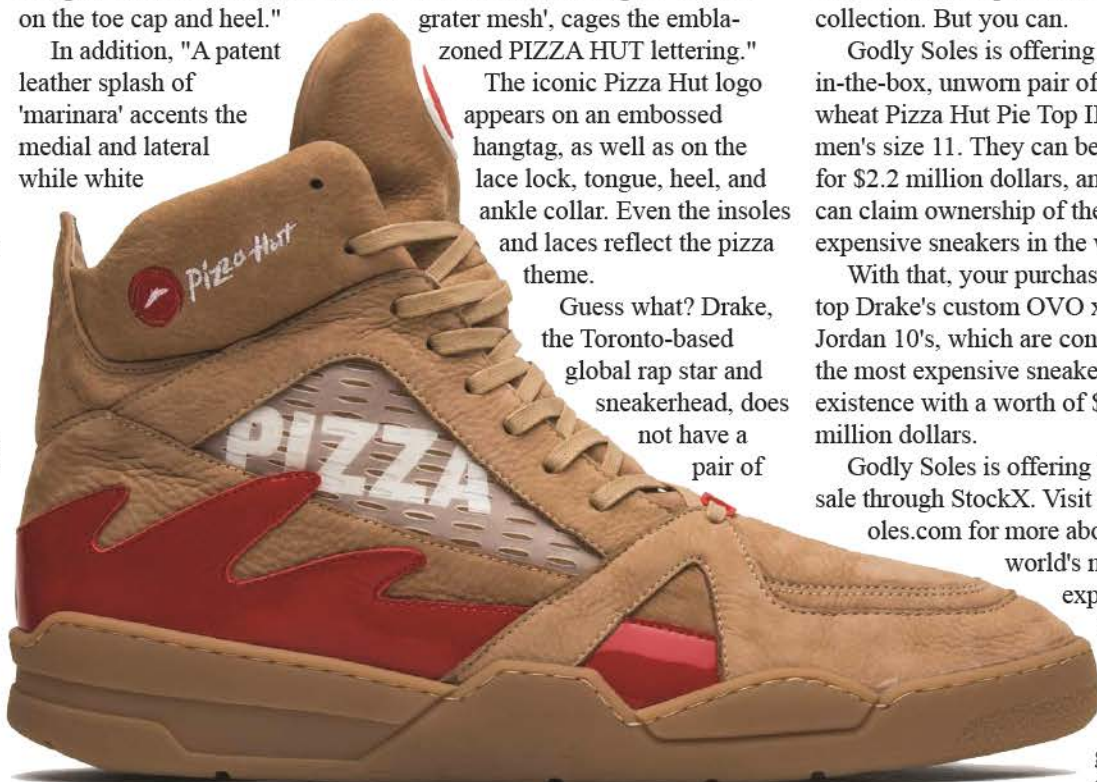 on the toe cap and heel."
In addition, "A patent
leather splash of
'marinara' accents the
medial and lateral
while white
grater mesh', cages the embla-
zoned PIZZA HUT lettering."
The iconic Pizza Hut logo
appears on an embossed
hangtag, as well as on the
lace lock, tongue, heel, and
ankle collar. Even the insoles
and laces reflect the pizza
theme.
Guess what? Drake,
the Toronto-based
global rap star and
sneakerhead, does
not have a
pair of
collection. But you can.
Godly Soles is offering
in-the-box, unworn pair of
wheat Pizza Hut Pie Top
men's size 11. They can be
for $2.2 million dollars,
can claim ownership of the
expensive sneakers in the
With that, your
top Drake's custom OVO
Jordan 10's, which are
the most expensive
existence with a worth of
million dollars.
Godly Soles is offering
sale through StockX. Visit
oles.com for more
world's
Pizza Hut
PIZZA